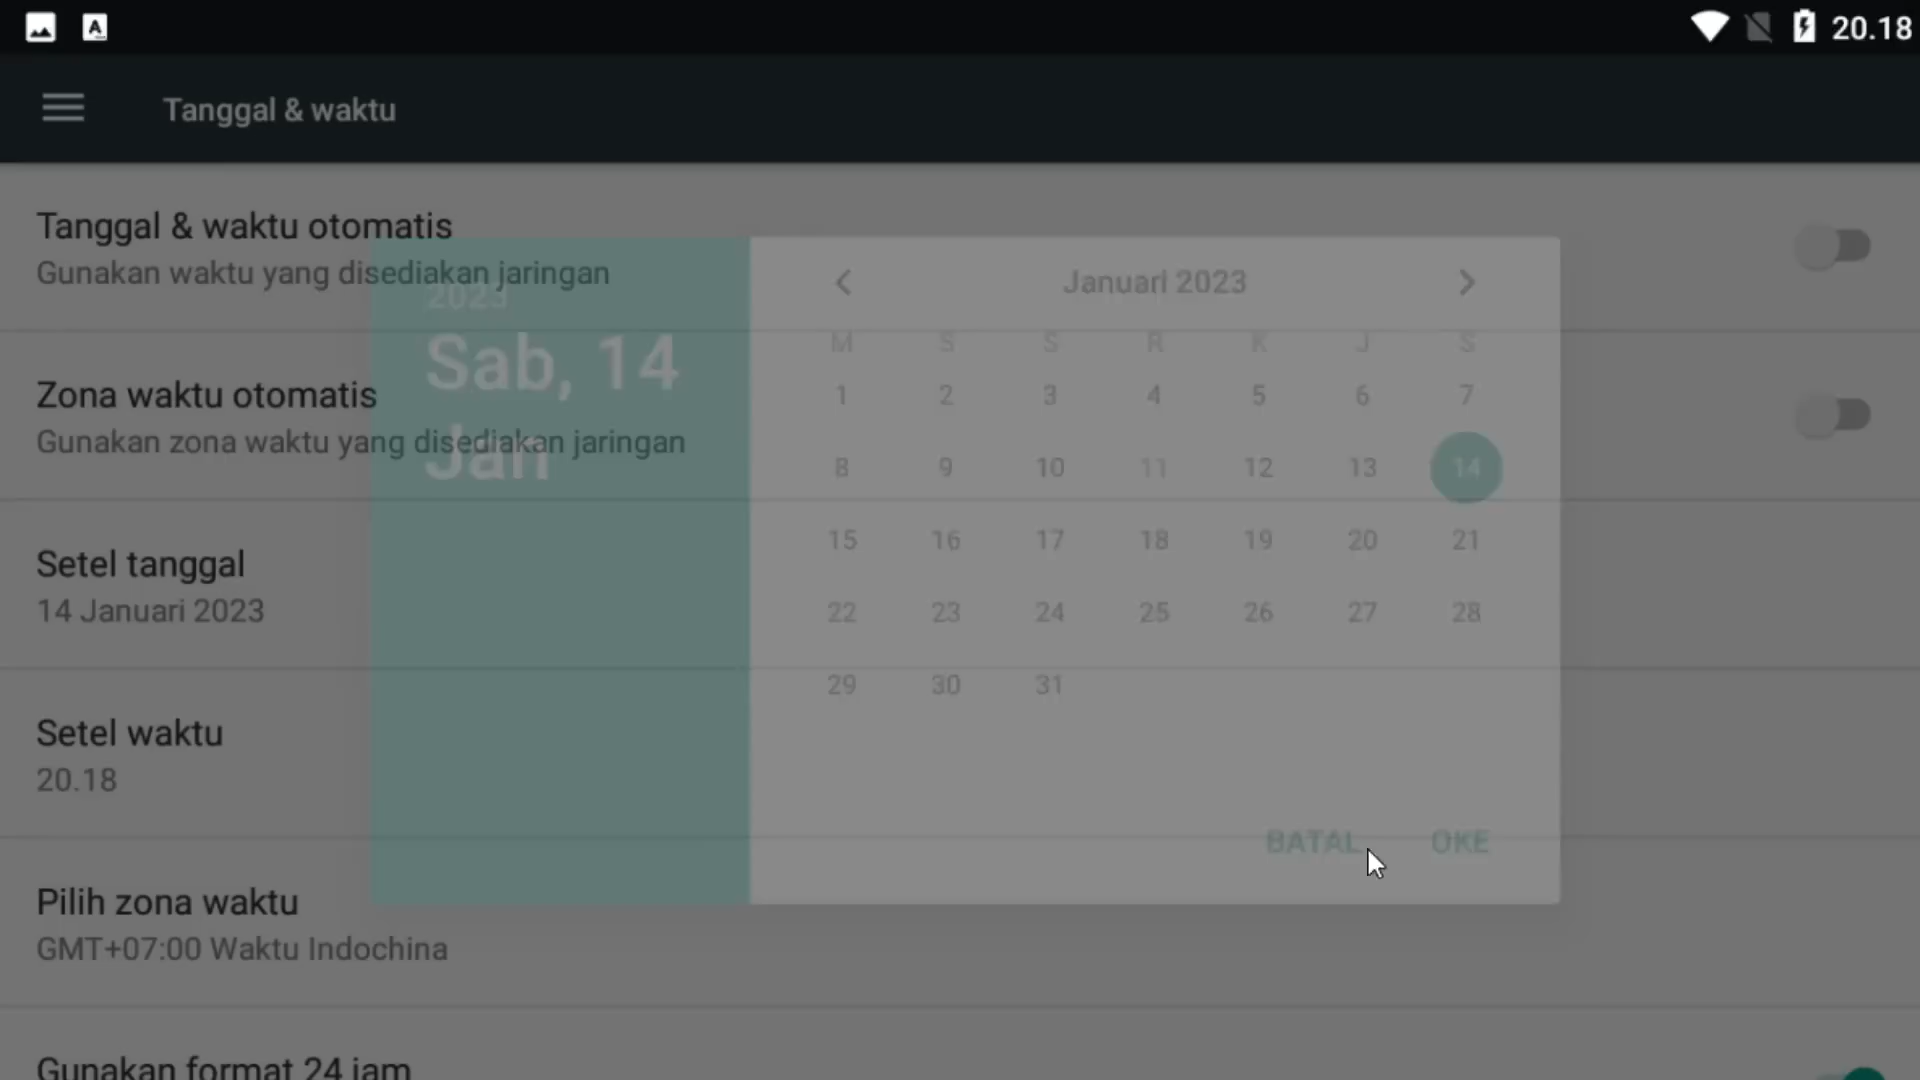 20.18
Tanggal & waktu
Tanggal & waktu otomatis
Gunakan waktu yang disediakan jaringan
Zona waktu otomatis
Gunakan zona waktu yang disediakan jaringan
Setel tanggal
14 Januari 2023
Setel waktu
20.18
Pilih zona waktu
GMT+07:00 Waktu Indochina
Gunakan format 24 jam
2023
Sab, 14
Jan
Januari 2023
M S S R K J S
1 2 3 4 5 6 7
8 9 10 11 12 13 14
15 16 17 18 19 20 21
22 23 24 25 26 27 28
29 30 31
BATAL OKE